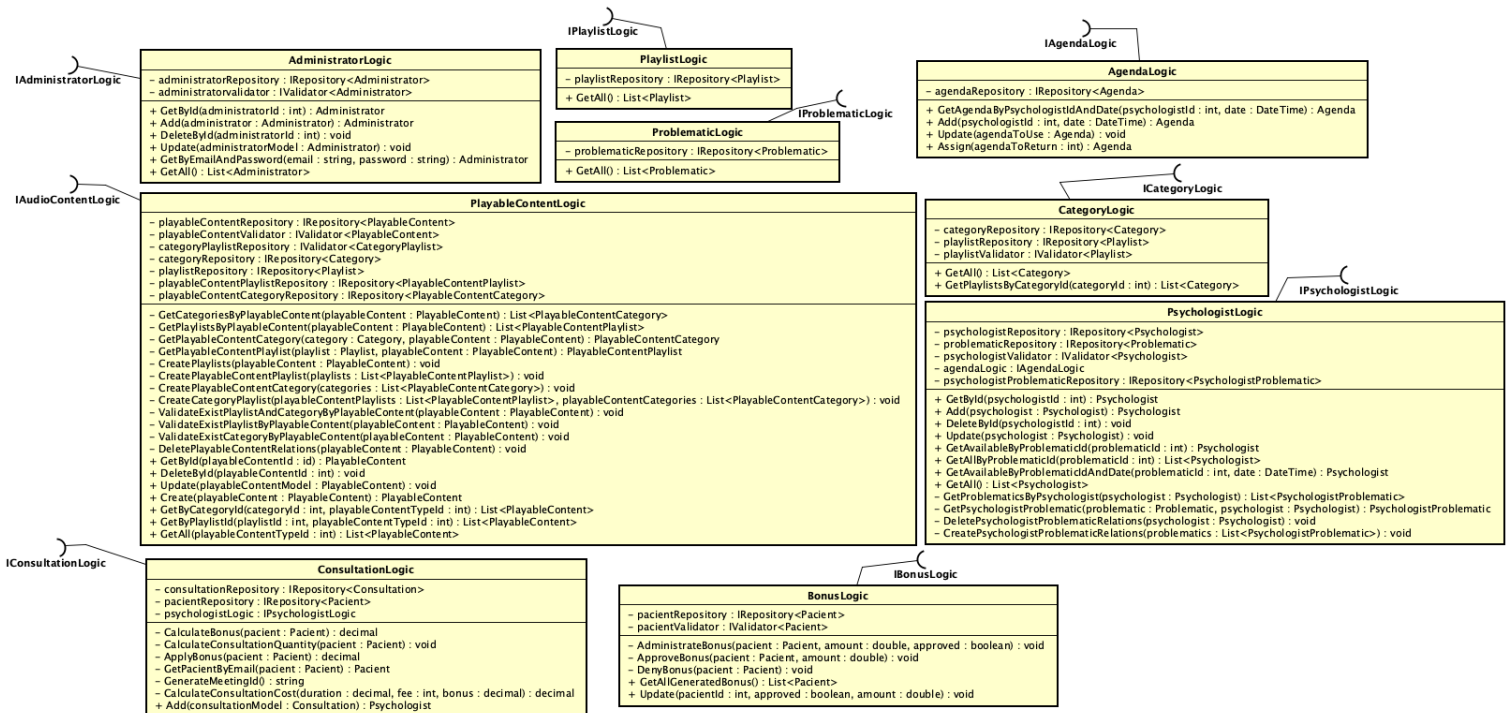 IPlaylistLogic
IAdministratorLogic
AdministratorLogic
– administratorRepository : IRepository<Administrator>
– administratorvalidator : IValidator<Administrator>
+ GetById(administratorId : int) : Administrator
+ Add(administrator : Administrator) : Administrator
+ DeleteById(administratorId : int) : void
+ Update(administratorModel : Administrator) : void
+ GetByEmailAndPassword(email : string, password : string) : Administrator
+ GetAll() : List<Administrator>
PlaylistLogic
– playlistRepository : IRepository<Playlist>
+ GetAll() : List<Playlist>
IProblematicLogic
ProblematicLogic
– problematicRepository : IRepository<Problematic>
+ GetAll() : List<Problematic>
IAgendaLogic
AgendaLogic
– agendaRepository : IRepository<Agenda>
+ GetAgendaByPsychologistIdAndDate(psychologistId : int, date : DateTime) : Agenda
+ Add(psychologistId : int, date : DateTime) : Agenda
+ Update(agendaToUse : Agenda) : void
+ Assign(agendaToReturn : int) : Agenda
IAudioContentLogic
PlayableContentLogic
– playableContentRepository : IRepository<PlayableContent>
– playableContentValidator : IValidator<PlayableContent>
– categoryPlaylistRepository : IValidator<CategoryPlaylist>
– categoryRepository : IRepository<Category>
– playlistRepository : IRepository<Playlist>
– playableContentPlaylistRepository : IRepository<PlayableContentPlaylist>
– playableContentCategoryRepository : IRepository<PlayableContentCategory>
– GetCategoriesByPlayableContent(playableContent : PlayableContent) : List<PlayableContentCategory>
– GetPlaylistsByPlayableContent(playableContent : PlayableContent) : List<PlayableContentPlaylist>
– GetPlayableContentCategory(category : Category, playableContent : PlayableContent) : PlayableContentCategory
– GetPlayableContentPlaylist(playlist : Playlist, playableContent : PlayableContent) : PlayableContentPlaylist
– CreatePlaylists(playableContent : PlayableContent) : void
– CreatePlayableContentPlaylist(playlists : List<PlayableContentPlaylist>) : void
– CreatePlayableContentCategory(categories : List<PlayableContentCategory>) : void
– CreateCategoryPlaylist(playableContentPlaylists : List<PlayableContentPlaylist>, playableContentCategories : List<PlayableContentCategory>) : void
– ValidateExistPlaylistAndCategoryByPlayableContent(playableContent : PlayableContent) : void
– ValidateExistPlaylistByPlayableContent(playableContent : PlayableContent) : void
– ValidateExistCategoryByPlayableContent(playableContent : PlayableContent) : void
– DeletePlayableContentRelations(playableContent : PlayableContent) : void
+ GetById(playableContentId : id) : PlayableContent
+ DeleteById(playableContentId : int) : void
+ Update(playableContentModel : PlayableContent) : void
+ Create(playableContent : PlayableContent) : PlayableContent
+ GetByCategoryId(categoryId : int, playableContentTypeId : int) : List<PlayableContent>
+ GetByPlaylistId(playlistId : int, playableContentTypeId : int) : List<PlayableContent>
+ GetAll(playableContentTypeId : int) : List<PlayableContent>
ICategoryLogic
CategoryLogic
– categoryRepository : IRepository<Category>
– playlistRepository : IRepository<Playlist>
– playlistValidator : IValidator<Playlist>
+ GetAll() : List<Category>
+ GetPlaylistsByCategoryId(categoryId : int) : List<Category>
IPsychologistLogic
PsychologistLogic
– psychologistRepository : IRepository<Psychologist>
– problematicRepository : IRepository<Problematic>
– psychologistValidator : IValidator<Psychologist>
– agendaLogic : IAgendaLogic
– psychologistProblematicRepository : IRepository<PsychologistProblematic>
+ GetById(psychologistId : int) : Psychologist
+ Add(psychologist : Psychologist) : Psychologist
+ DeleteById(psychologistId : int) : void
+ Update(psychologist : Psychologist) : void
+ GetAvailableByProblematicId(problematicId : int) : Psychologist
+ GetAllByProblematicId(problematicId : int) : List<Psychologist>
+ GetAvailableByProblematicIdAndDate(problematicId : int, date : DateTime) : Psychologist
+ GetAll() : List<Psychologist>
– GetProblematicsByPsychologist(psychologist : Psychologist) : List<PsychologistProblematic>
– GetPsychologistProblematic(problematic : Problematic, psychologist : Psychologist) : PsychologistProblematic
– DeletePsychologistProblematicRelations(psychologist : Psychologist) : void
– CreatePsychologistProblematicRelations(problematics : List<PsychologistProblematic>) : void
IConsultationLogic
ConsultationLogic
– consultationRepository : IRepository<Consultation>
– pacientRepository : IRepository<Pacient>
– psychologistLogic : IPsychologistLogic
– CalculateBonus(pacient : Pacient) : decimal
– CalculateConsultationQuantity(pacient : Pacient) : void
– ApplyBonus(pacient : Pacient) : decimal
– GetPacientByEmail(pacient : Pacient) : Pacient
– GenerateMeetingId() : string
– CalculateConsultationCost(duration : decimal, fee : int, bonus : decimal) : decimal
+ Add(consultationModel : Consultation) : Psychologist
IBonusLogic
BonusLogic
– pacientRepository : IRepository<Pacient>
– pacientValidator : IValidator<Pacient>
– AdministrateBonus(pacient : Pacient, amount : double, approved : boolean) : void
– ApproveBonus(pacient : Pacient, amount : double) : void
– DenyBonus(pacient : Pacient) : void
+ GetAllGeneratedBonus() : List<Pacient>
+ Update(pacientId : int, approved : boolean, amount : double) : void